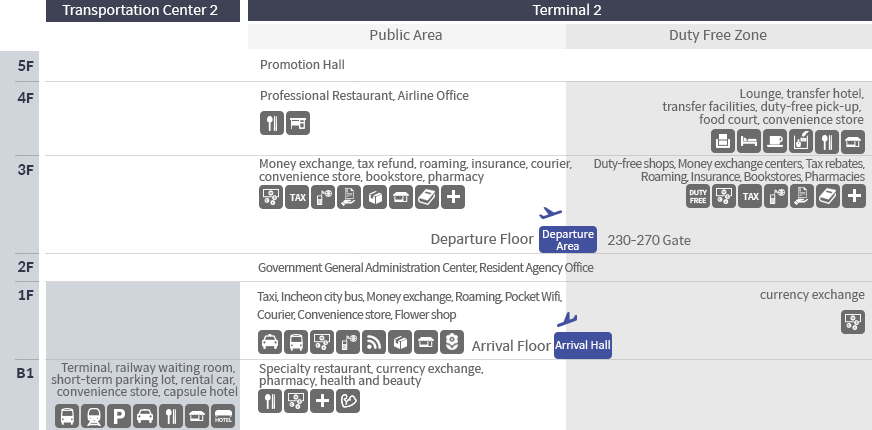 Transportation Center 2
Terminal 2
Public Area
Duty Free Zone
5F
Promotion Hall
4F
Professional Restaurant, Airline Office
Lounge, transfer hotel,
transfer facilities, duty-free pick-up,
food court, convenience store
3F
Money exchange, tax refund, roaming, insurance, courier,
convenience store, bookstore, pharmacy
TAX
Duty-free shops, Money exchange centers, Tax rebates,
Roaming, Insurance, Bookstores, Pharmacies
DUTY
FREE
TAX
Departure Floor
Departure
Area
230-270 Gate
2F
Government General Administration Center, Resident Agency Office
1F
Taxi, Incheon city bus, Money exchange, Roaming, Pocket Wifi,
Courier, Convenience store, Flower shop
Arrival Floor
Arrival Hall
currency exchange
B1
Terminal, railway waiting room,
short-term parking lot, rental car,
convenience store, capsule hotel
P
HOTEL
Specialty restaurant, currency exchange,
pharmacy, health and beauty